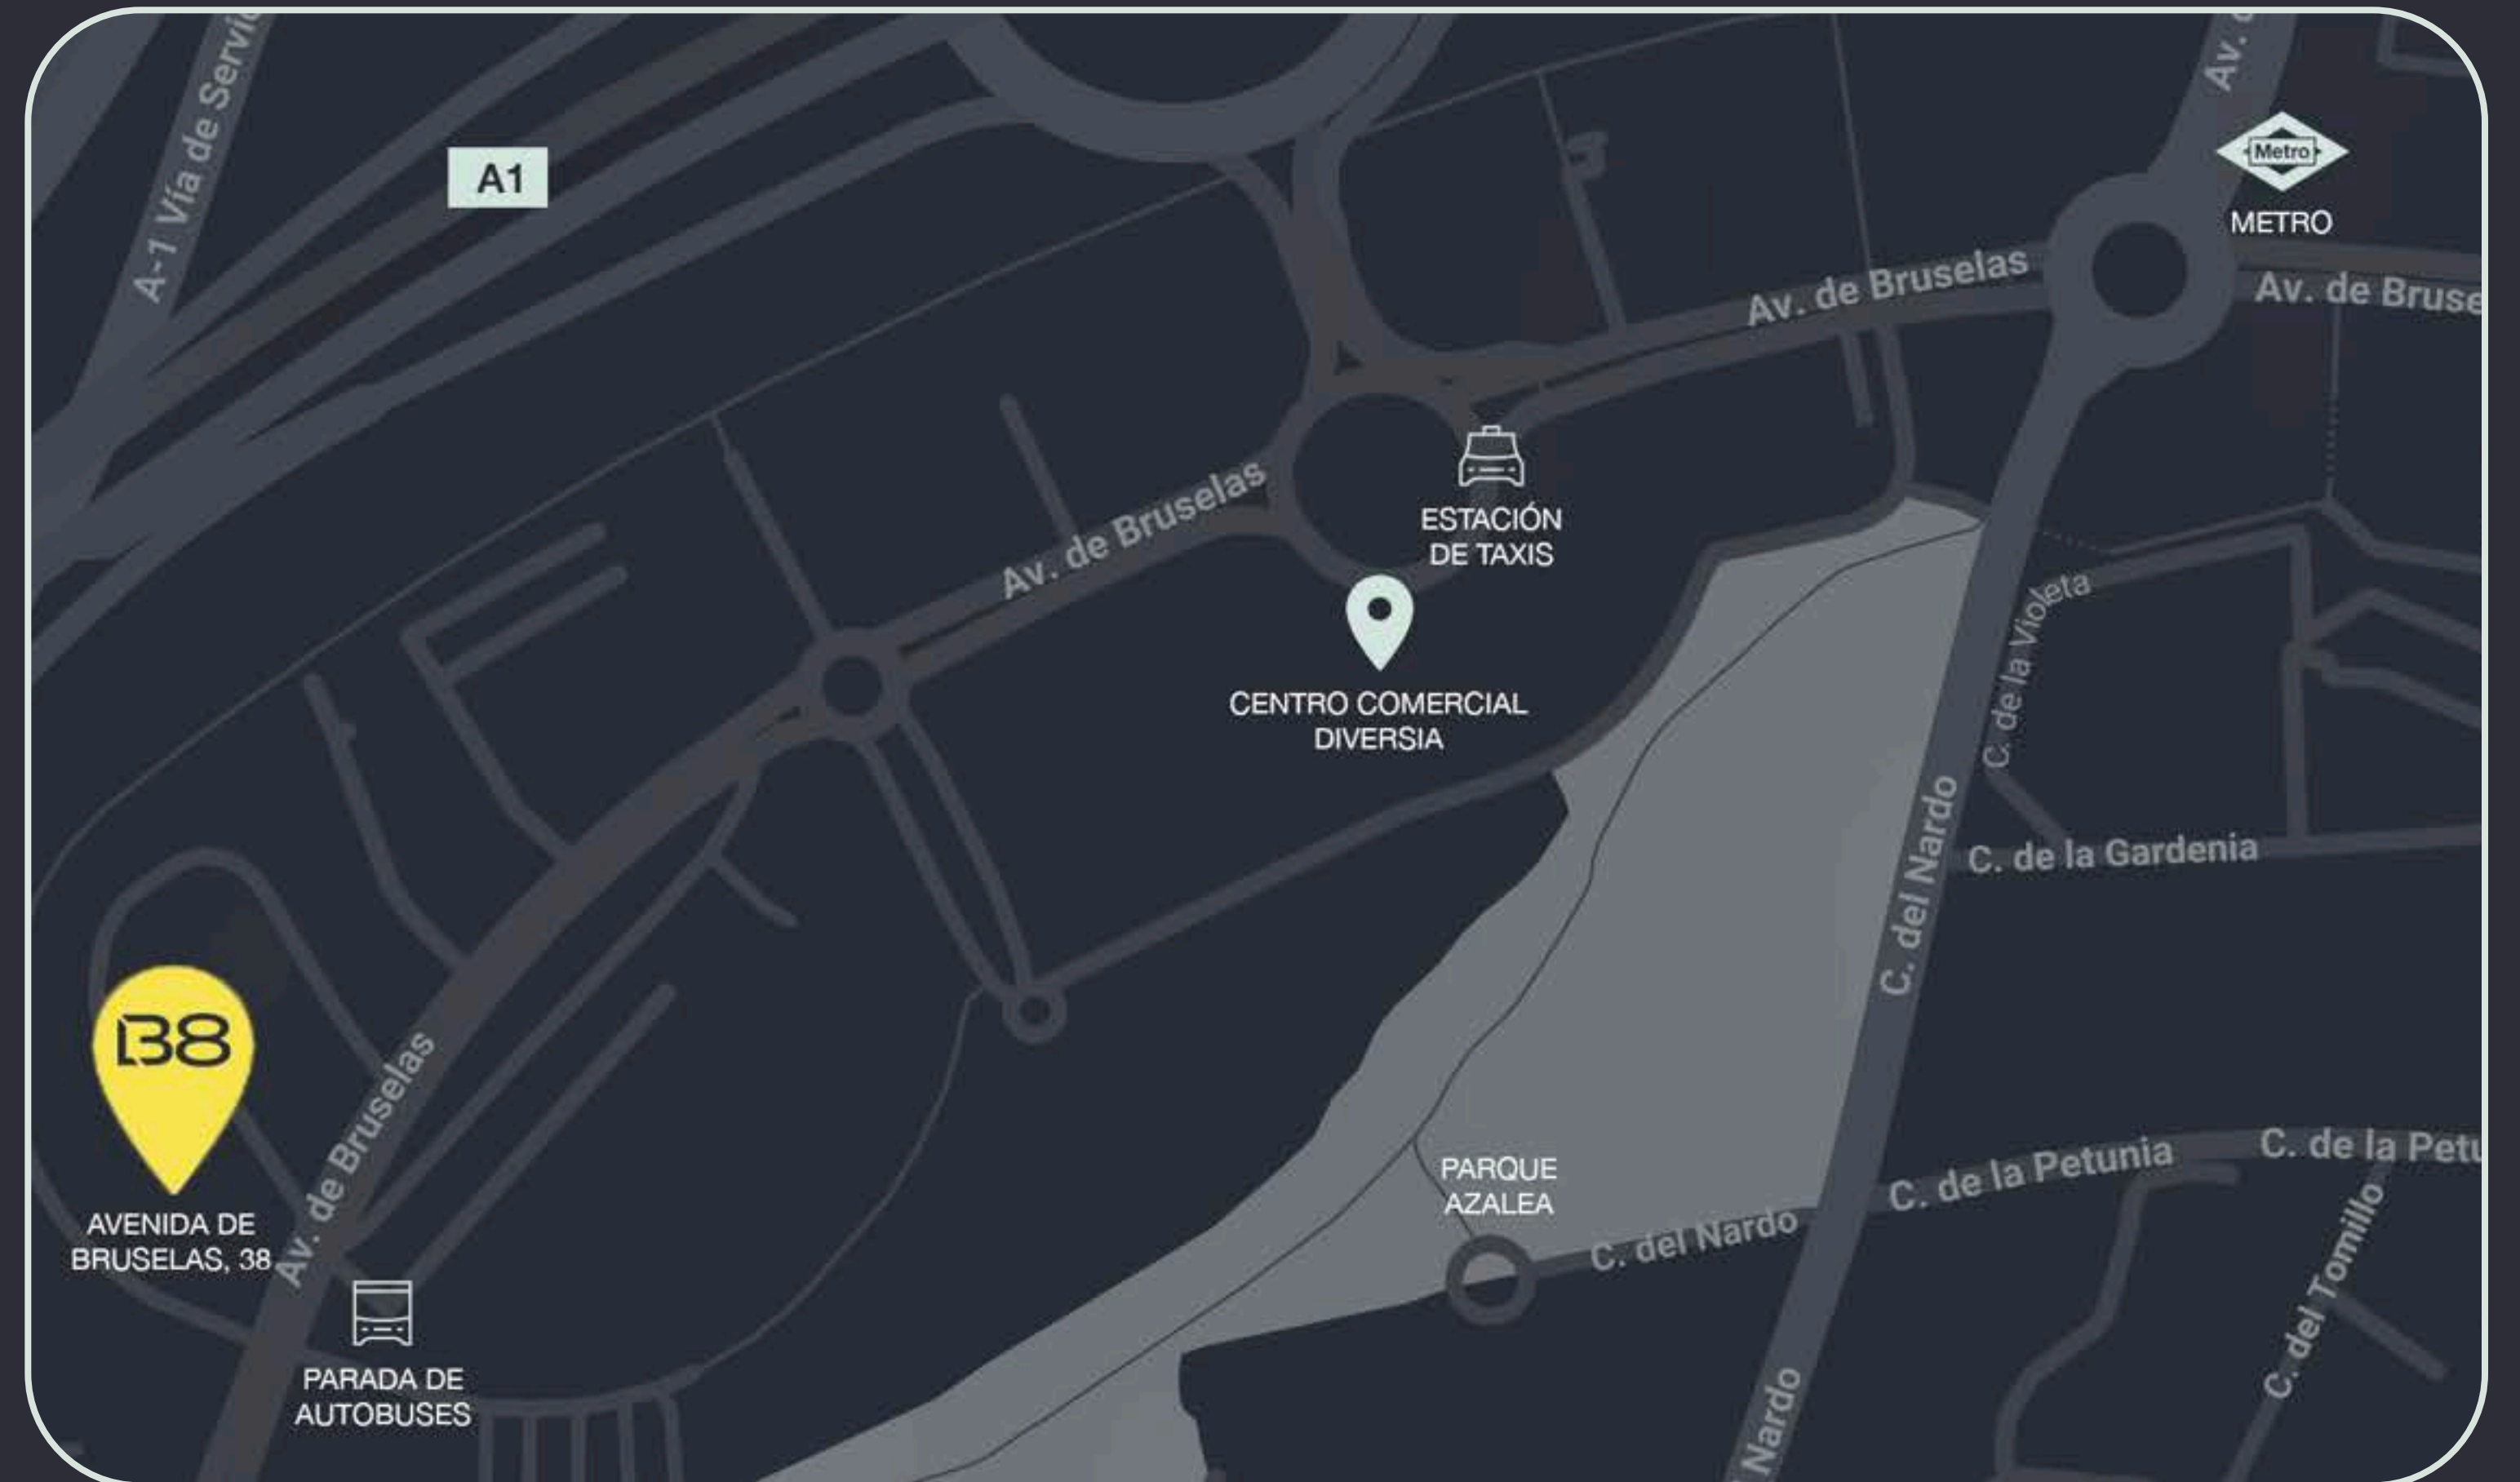 A-1 Vía de Servic
A1
Av. d
Metro
METRO
Av. de Bruselas
Av. de Bruse
Av. de Bruselas
ESTACIÓN
DE TAXIS
CENTRO COMERCIAL
DIVERSIA
C. de la Violeta
C. del Nardo
C. de la Gardenia
B8
AVENIDA DE
BRUSELAS, 38
Av. de Bruselas
PARADA DE
AUTOBUSES
PARQUE
AZALEA
C. del Nardo
C. de la Petunia
C. de la Petu
C. del Tomillo
Nardo